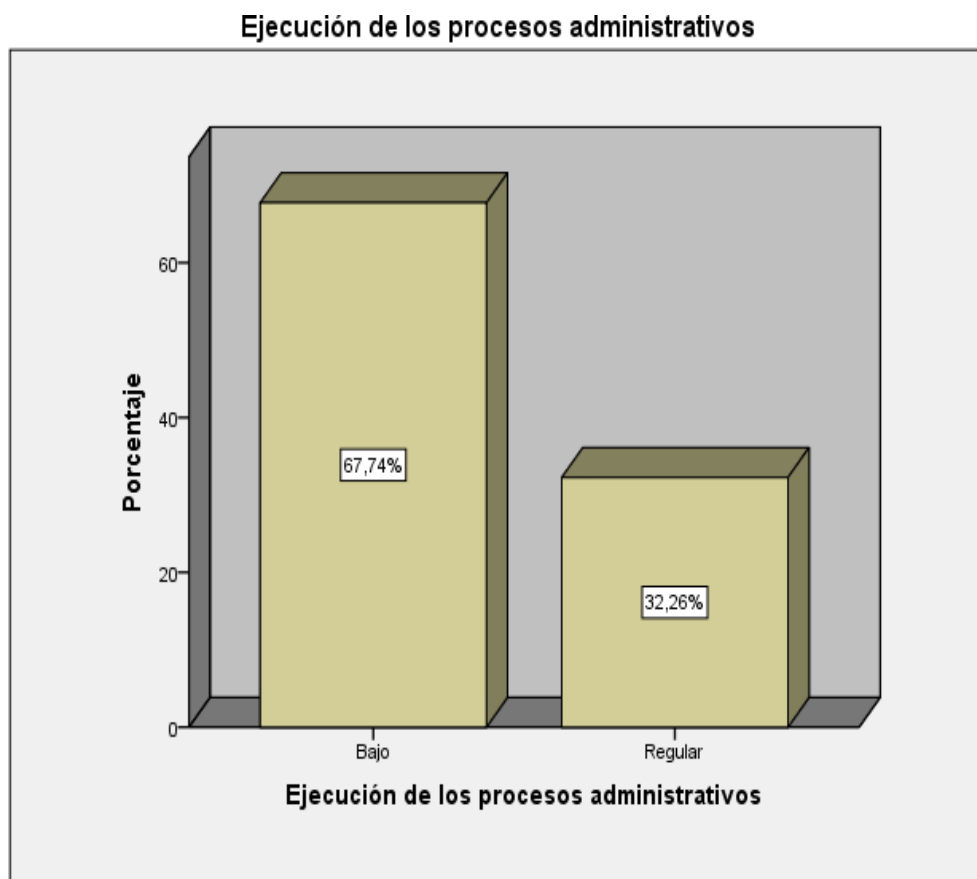 Ejecución de los procesos administrativos
60
40
20
0
Porcentaje
67,74%
32,26%
Bajo
Regular
Ejecución de los procesos administrativos